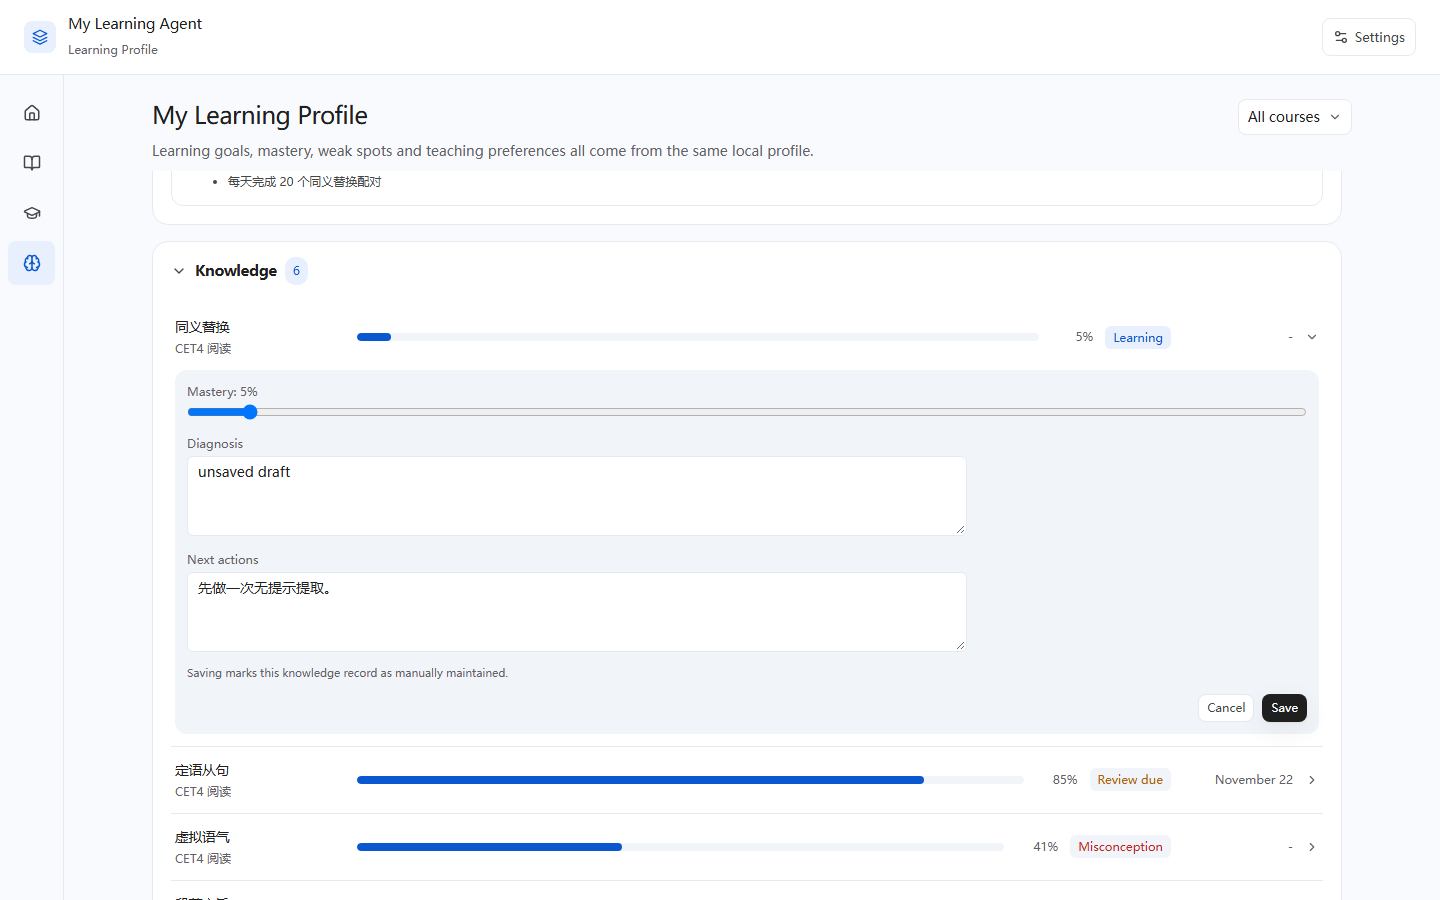 My Learning Agent
Learning Profile
Settings
My Learning Profile
All courses
Learning goals, mastery, weak spots and teaching preferences all come from the same local profile.
每天完成 20 个同义替换配对
Knowledge 6
同义替换
CET4 阅读
5% Learning -
Mastery: 5%
Diagnosis
unsaved draft
Next actions
先做一次无提示提取。
Saving marks this knowledge record as manually maintained.
Cancel Save
定语从句
CET4 阅读
85% Review due November 22
虚拟语气
CET4 阅读
41% Misconception -